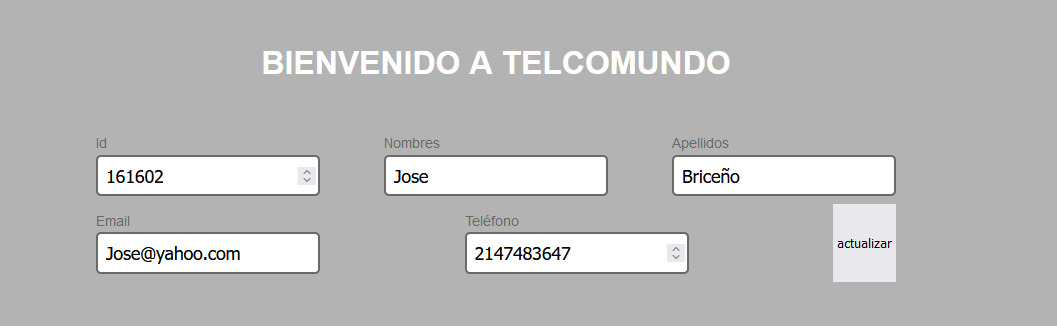 BIENVENIDO A TELCOMUNDO
Id Nombres Apellidos
161602 Jose Briceño
Email Teléfono
Jose@yahoo.com 2147483647 actualizar